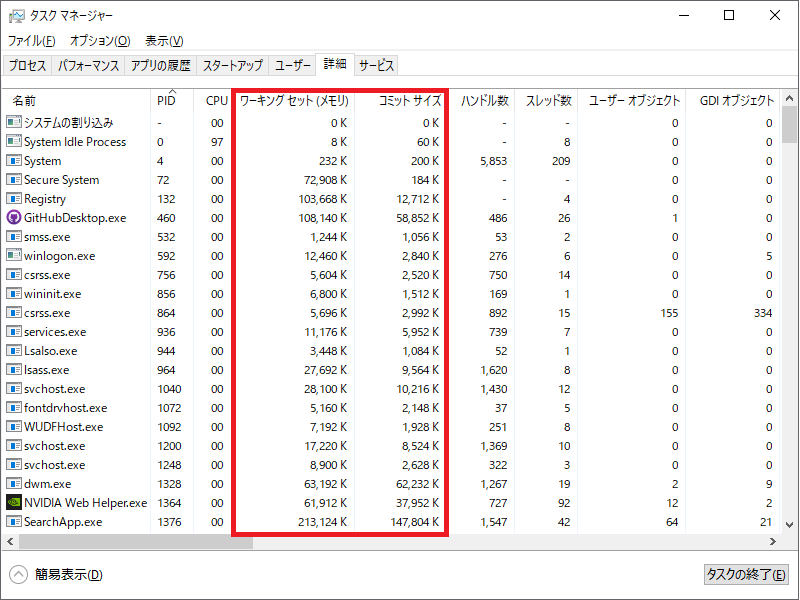 タスク マネージャー
ファイル(F) オプション(O) 表示(V)
プロセス パフォーマンス アプリの履歴 スタートアップ ユーザー 詳細 サービス
名前 PID CPU ワーキング セット (メモリ) コミット サイズ ハンドル数 スレッド数 ユーザー オブジェクト GDI オブジェクト
システムの割り込み - 00 0 K 0 K - - 0 0
System Idle Process 0 97 8 K 60 K - 8 0 0
System 4 00 232 K 200 K 5,853 209 0 0
Secure System 72 00 72,908 K 184 K - - 0 0
Registry 132 00 103,668 K 12,712 K - 4 0 0
GitHubDesktop.exe 460 00 108,140 K 58,852 K 486 26 1 0
smss.exe 532 00 1,244 K 1,056 K 53 2 0 0
winlogon.exe 592 00 12,460 K 2,840 K 276 6 0 5
csrss.exe 756 00 5,604 K 2,520 K 750 14 0 0
wininit.exe 856 00 6,800 K 1,512 K 169 1 0 0
csrss.exe 864 00 5,696 K 2,992 K 892 15 155 334
services.exe 936 00 11,176 K 5,952 K 739 7 0 0
LsaIso.exe 944 00 3,448 K 1,084 K 52 1 0 0
lsass.exe 964 00 27,692 K 9,564 K 1,620 8 0 0
svchost.exe 1040 00 28,100 K 10,216 K 1,430 12 0 0
fontdrvhost.exe 1072 00 5,160 K 2,148 K 37 5 0 0
WUDFHost.exe 1092 00 7,192 K 1,928 K 251 8 0 0
svchost.exe 1200 00 17,220 K 8,524 K 1,369 10 0 0
svchost.exe 1248 00 8,900 K 2,628 K 322 3 0 0
dwm.exe 1328 00 63,192 K 62,232 K 1,267 19 2 9
NVIDIA Web Helper.exe 1364 00 61,912 K 37,952 K 727 92 12 2
SearchApp.exe 1376 00 213,124 K 147,804 K 1,547 42 64 21
簡易表示(D) タスクの終了(E)